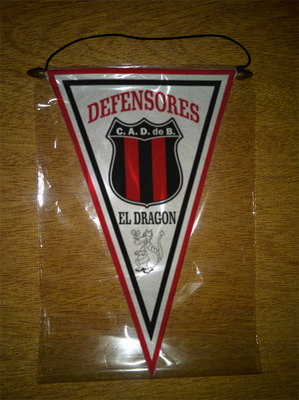 DEFENSORES
C. A. D. de B.
EL DRAGON